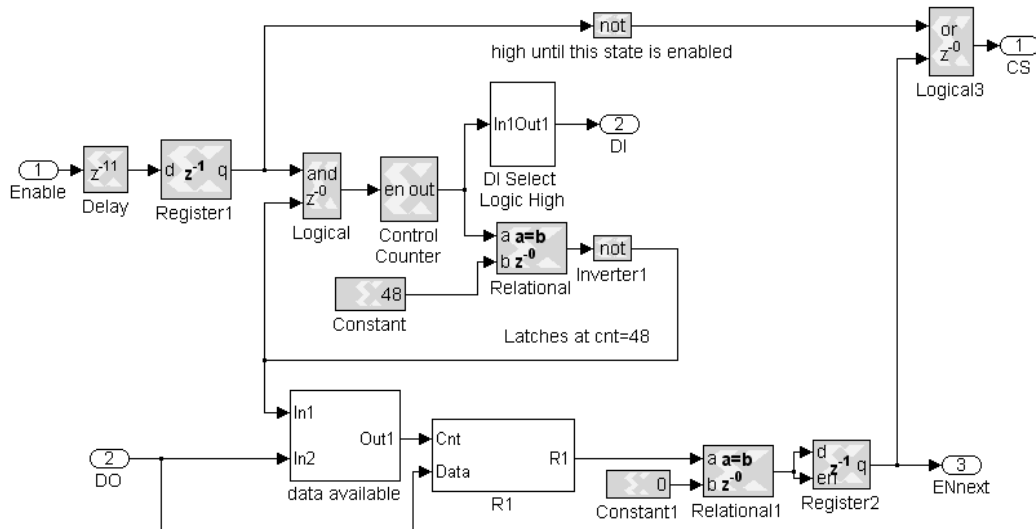 not
high until this state is enabled
or
z-0
Logical3
1
CS
1
Enable
z-11
Delay
d z-1 q
Register1
and
z-0
Logical
en out
Control
Counter
In1Out1
DI Select
Logic High
2
DI
a a=b
b z-0
Relational
not
Inverter1
48
Constant
Latches at cnt=48
2
DO
In1
In2
Out1
data available
Cnt
Data
R1
R1
0
Constant1
a a=b
b z-0
Relational1
d
z-1 q
en
Register2
3
ENnext